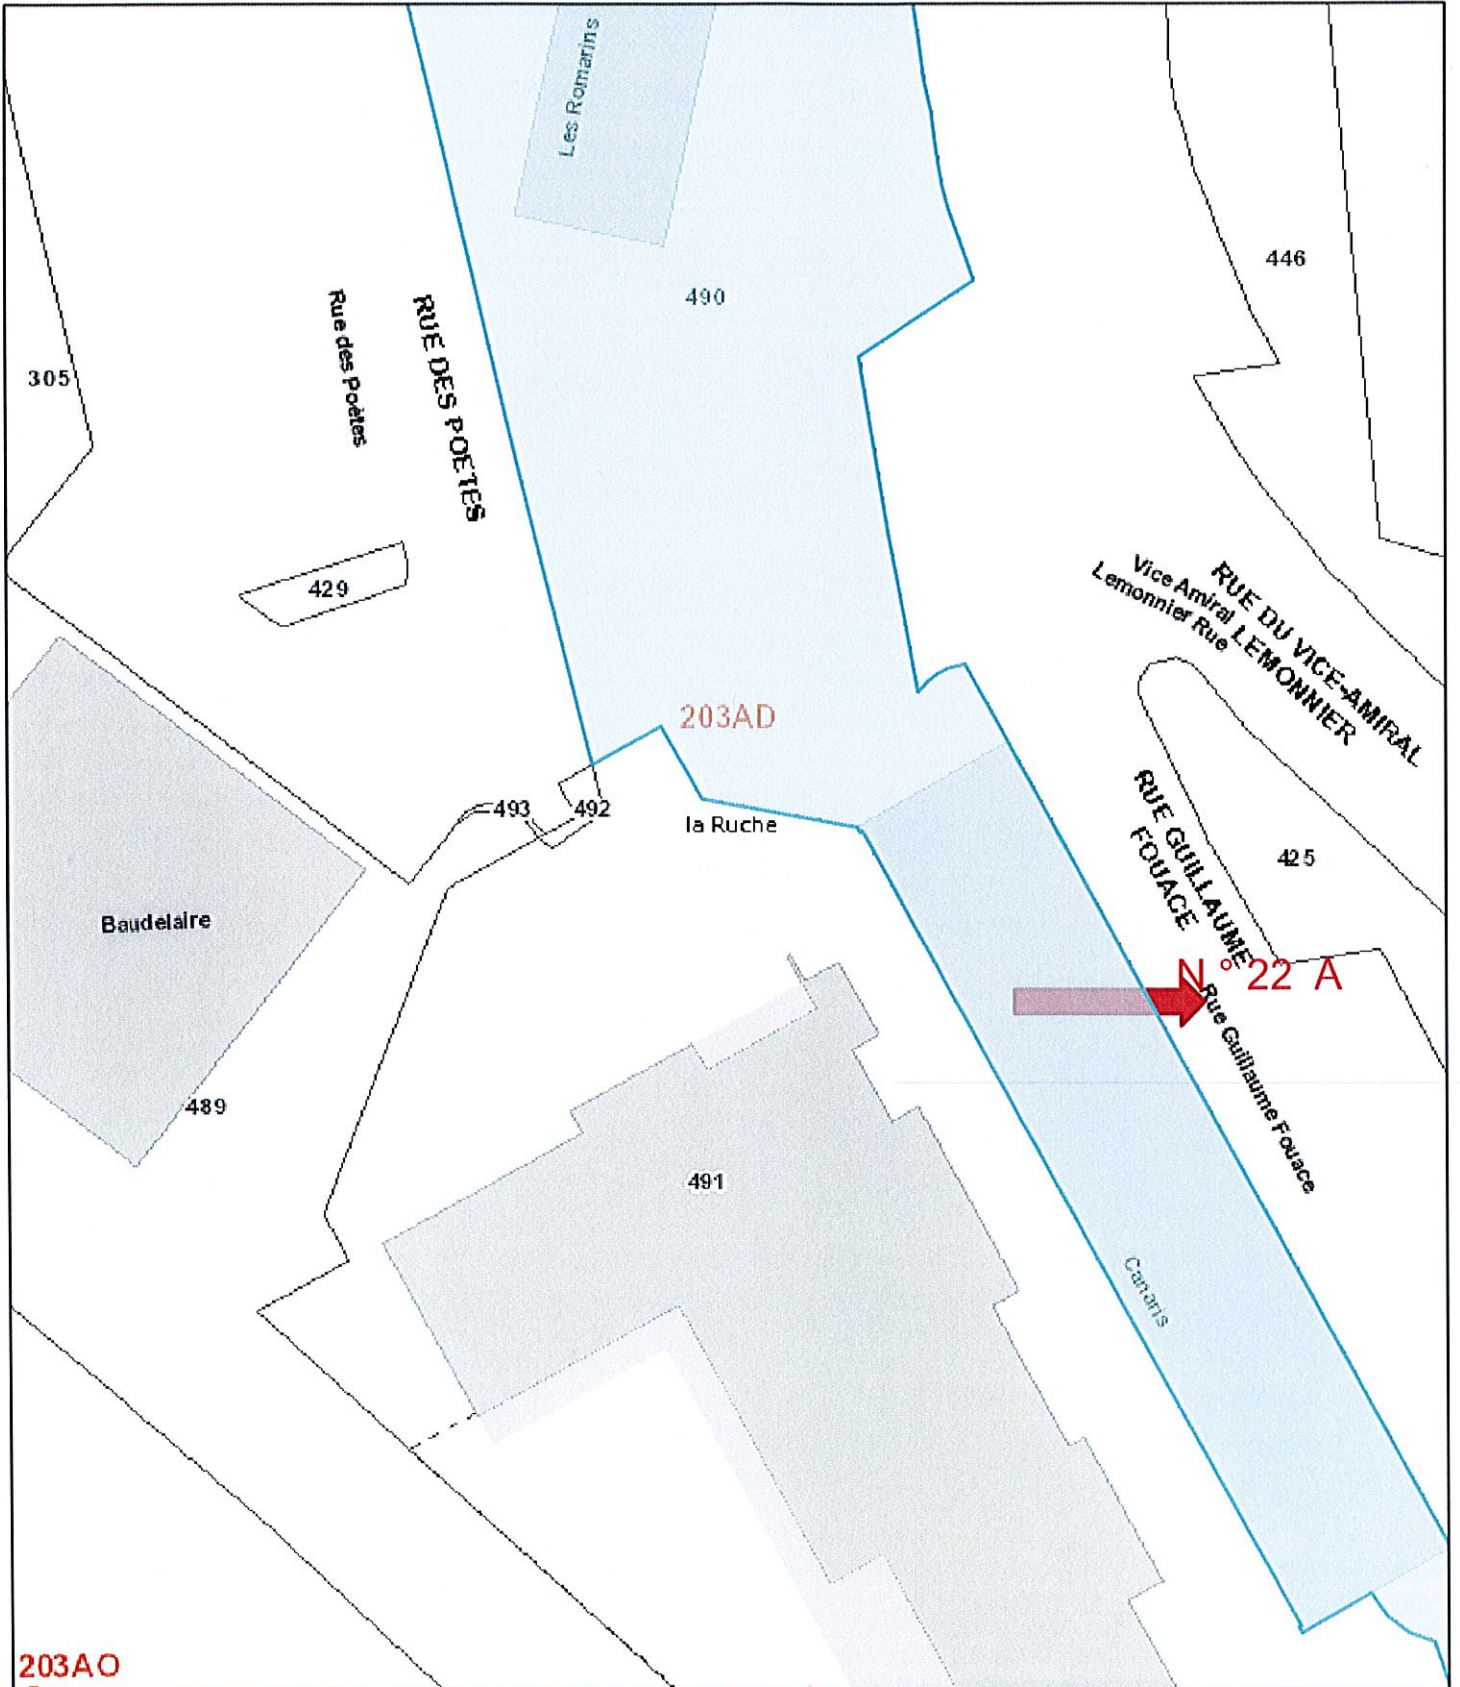 Les Romarins
446
490
305
Rue des Poètes
RUE DES POETES
429
Vice Amiral
Lemonnier Rue
RUE DU VICE-AMIRAL
LEMONNIER
203AD
493
492
la Ruche
RUE GUILLAUME
FOUACE
425
Baudelaire
N ° 22 A
Rue Guillaume Fouace
489
491
Canaris
203AO